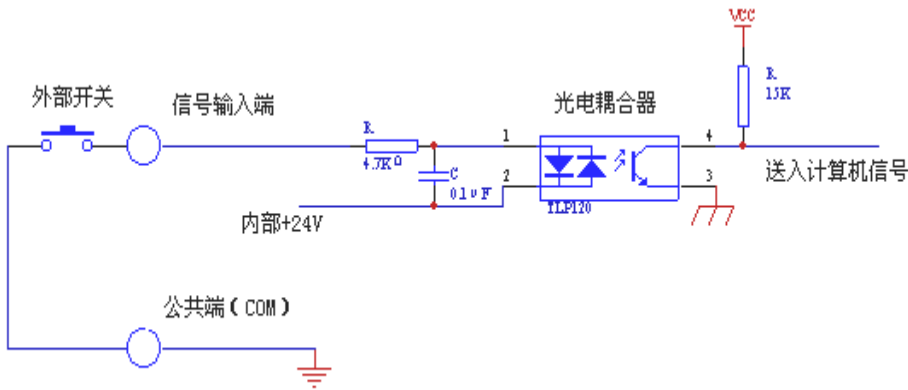 VCC
外部开关
信号输入端
R
4.7KΩ
C
0.1uF
1
2
光电耦合器
TLP120
4
3
R
15K
送入计算机信号
内部+24V
公共端(COM)